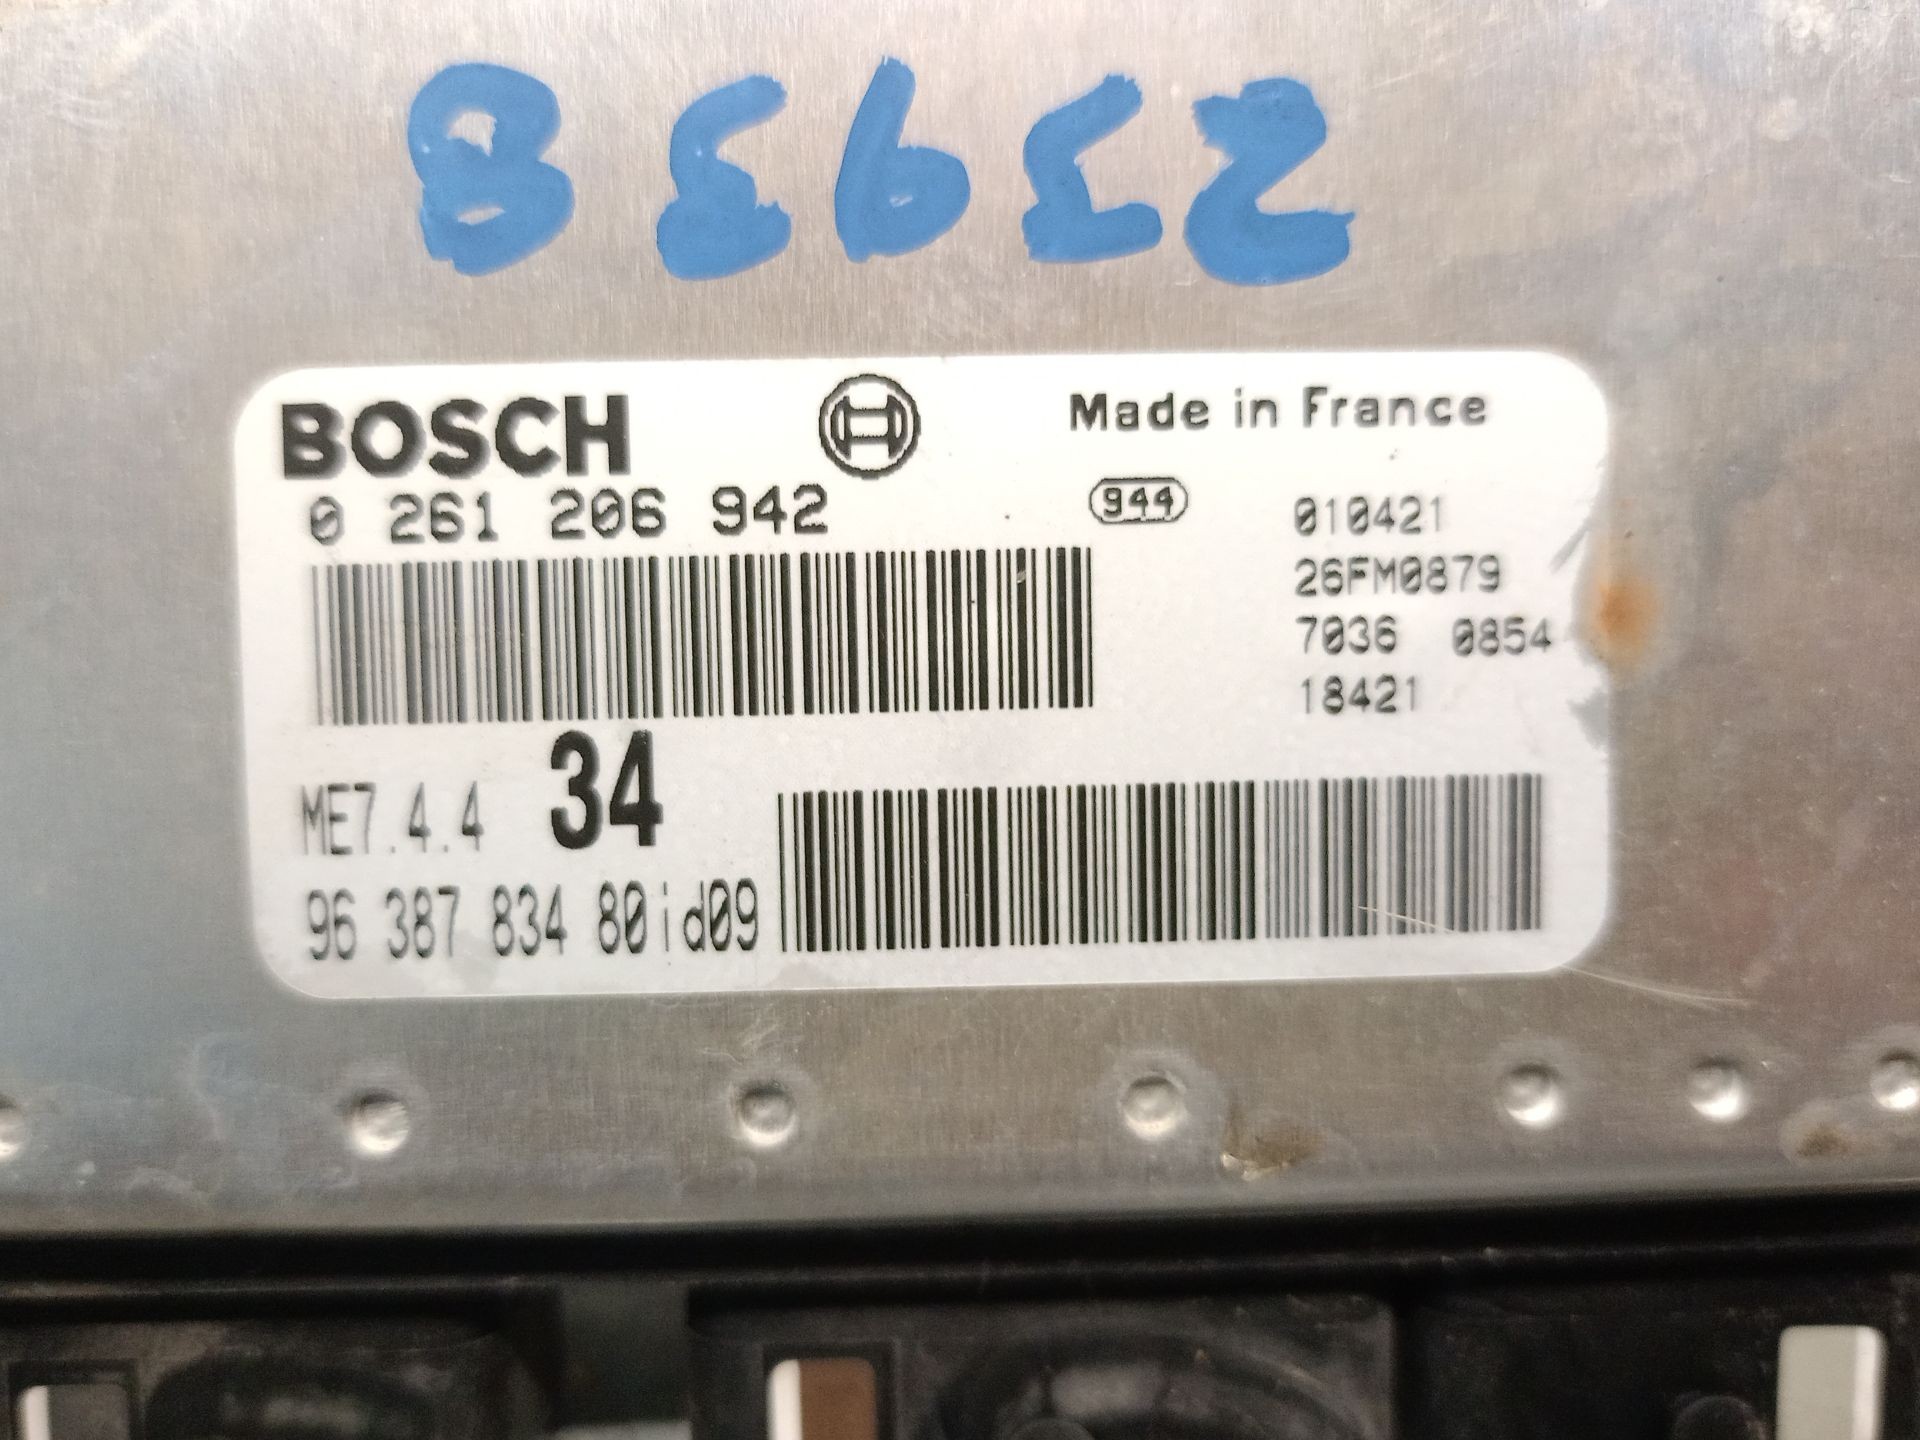 25938
BOSCH
Made in France
0 261 206 942
944
010421
26FM0879
7036 0854
18421
ME7.4.4 34
96 387 834 80id09